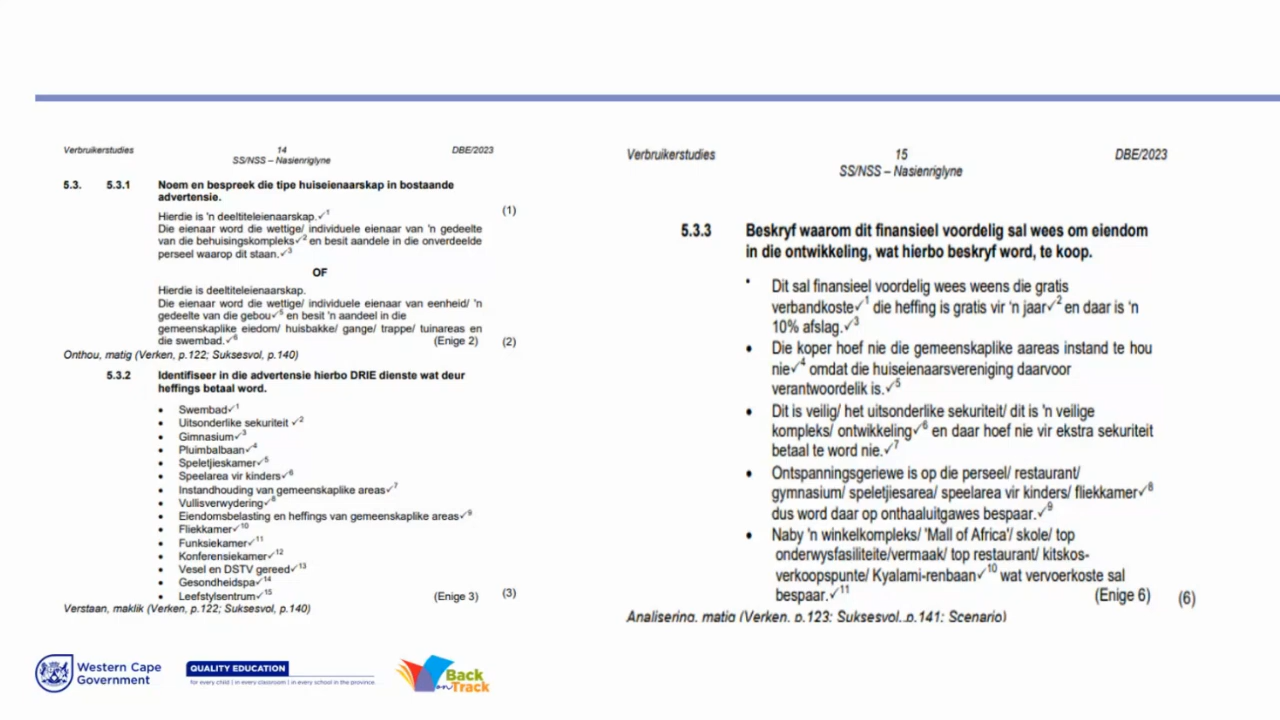 Verbruikerstudies 14 DBE/2023
SS/NSS – Nasienriglyne
5.3. 5.3.1 Noem en bespreek die tipe huiseienaarskap in bostaande
advertensie.
Hierdie is 'n deeltiteleienaarskap.✓1 (1)
Die eienaar word die wettige/ individuele eienaar van 'n gedeelte
van die behuisingskompleks✓2 en besit aandele in die onverdeelde
perseel waarop dit staan.✓3
OF
Hierdie is deeltiteleienaarskap.
Die eienaar word die wettige/ individuele eienaar van eenheid/ 'n
gedeelte van die gebou✓5 en besit 'n aandeel in die
gemeenskaplike eiedom/ huisbakke/ gange/ trappe/ tuinareas en
die swembad.✓6 (Enige 2) (2)
Onthou, matig (Verken, p.122; Suksesvol, p.140)
5.3.2 Identifiseer in die advertensie hierbo DRIE dienste wat deur
heffings betaal word.
• Swembad✓1
• Uitsonderlike sekuriteit ✓2
• Gimnasium✓3
• Pluimbalbaan✓4
• Speletjieskamer✓5
• Speelarea vir kinders✓6
• Instandhouding van gemeenskaplike areas✓7
• Vullisverwydering✓8
• Eiendomsbelasting en heffings van gemeenskaplike areas✓9
• Fliekkamer✓10
• Funksiekamer✓11
• Konferensiekamer✓12
• Vesel en DSTV gereed✓13
• Gesondheidspa✓14
• Leefstylsentrum✓15 (Enige 3) (3)
Verstaan, maklik (Verken, p.122; Suksesvol, p.140)
Verbruikerstudies 15 DBE/2023
SS/NSS – Nasienriglyne
5.3.3 Beskryf waarom dit finansieel voordelig sal wees om eiendom
in die ontwikkeling, wat hierbo beskryf word, te koop.
• Dit sal finansieel voordelig wees weens die gratis
verbandkoste✓1 die heffing is gratis vir 'n jaar✓2 en daar is 'n
10% afslag.✓3
• Die koper hoef nie die gemeenskaplike aareas instand te hou
nie✓4 omdat die huiseienaarsvereniging daarvoor
verantwoordelik is.✓5
• Dit is veilig/ het uitsonderlike sekuriteit/ dit is 'n veilige
kompleks/ ontwikkeling✓6 en daar hoef nie vir ekstra sekuriteit
betaal te word nie.✓7
• Ontspanningsgeriewe is op die perseel/ restaurant/
gymnasium/ speletjiesarea/ speelarea vir kinders/ fliekkamer✓8
dus word daar op onthaaluitgawes bespaar.✓9
• Naby 'n winkelkompleks/ 'Mall of Africa'/ skole/ top
onderwysfasiliteite/vermaak/ top restaurant/ kitskos-
verkoopspunte/ Kyalami-renbaan✓10 wat vervoerkoste sal
bespaar.✓11 (Enige 6) (6)
Analisering, matig (Verken, p.123; Suksesvol, p.141; Scenario)
Western Cape
Government
QUALITY EDUCATION
for every child | in every classroom | in every school in the province.
Back
on Track